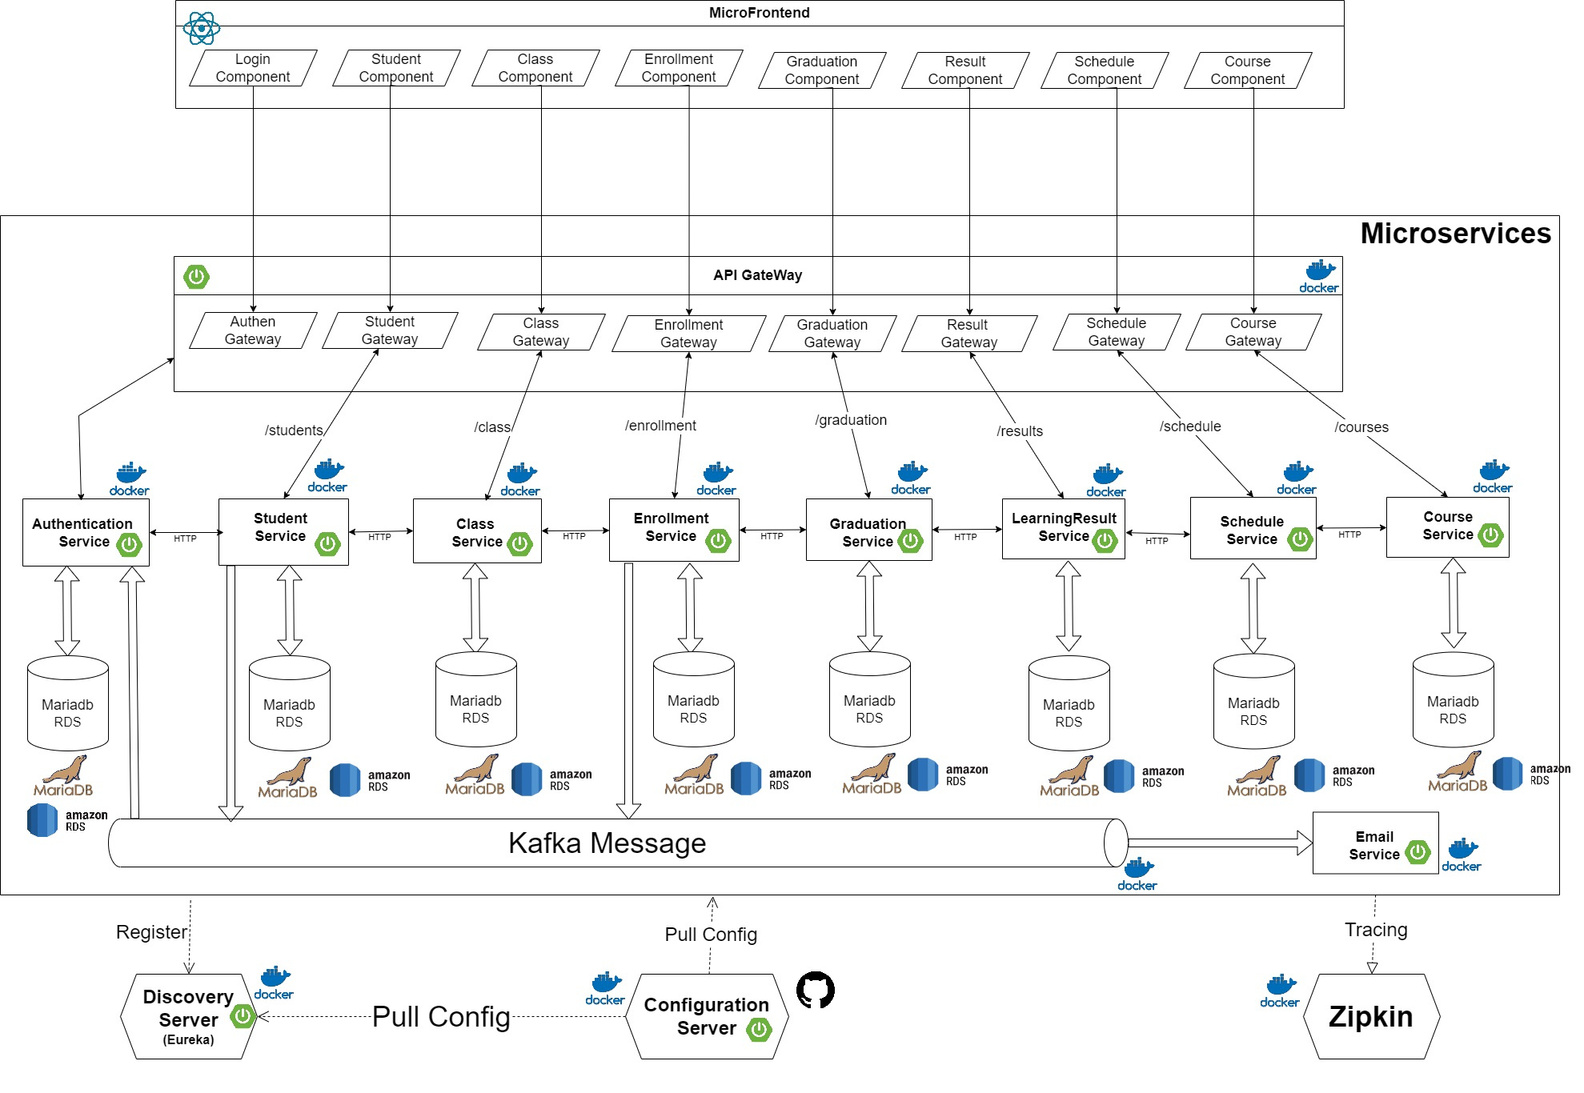 MicroFrontend
Login
Component
Student
Component
Class
Component
Enrollment
Component
Graduation
Component
Result
Component
Schedule
Component
Course
Component
Microservices
API GateWay
docker
Authen
Gateway
Student
Gateway
Class
Gateway
Enrollment
Gateway
Graduation
Gateway
Result
Gateway
Schedule
Gateway
Course
Gateway
/students
/class
/enrollment
/graduation
/results
/schedule
/courses
docker
docker
docker
docker
docker
docker
docker
docker
Authentication
Service
HTTP
Student
Service
HTTP
Class
Service
HTTP
Enrollment
Service
HTTP
Graduation
Service
HTTP
LearningResult
Service
HTTP
Schedule
Service
HTTP
Course
Service
Mariadb
RDS
Mariadb
RDS
Mariadb
RDS
Mariadb
RDS
Mariadb
RDS
Mariadb
RDS
Mariadb
RDS
Mariadb
RDS
MariaDB
amazon
RDS
MariaDB
amazon
RDS
MariaDB
amazon
RDS
MariaDB
amazon
RDS
MariaDB
amazon
RDS
MariaDB
amazon
RDS
MariaDB
amazon
RDS
MariaDB
amazon
RDS
Kafka Message
docker
Email
Service
docker
Register
Pull Config
Tracing
Discovery
Server
(Eureka)
docker
Pull Config
docker
Configuration
Server
docker
Zipkin